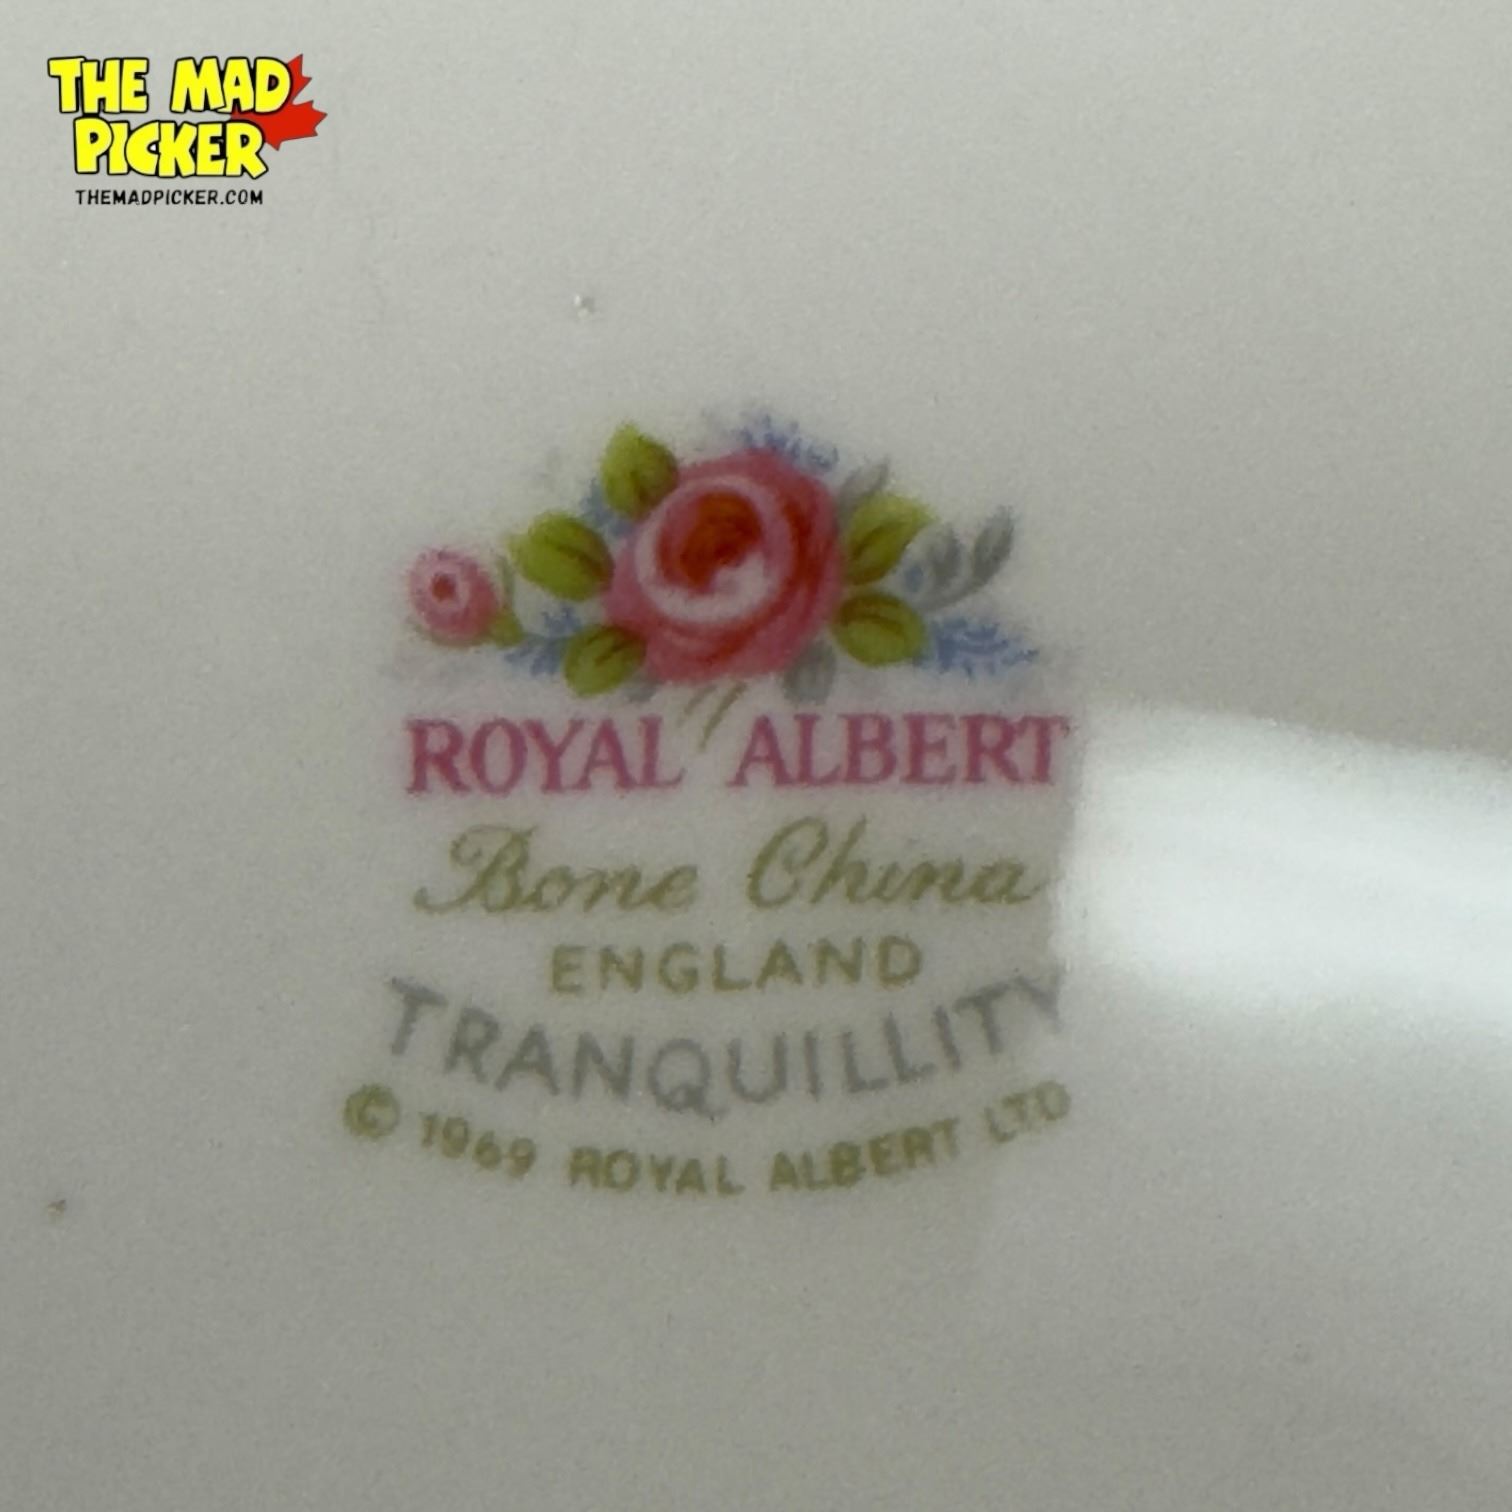 THE MAD
PICKER
THEMADPICKER.COM
ROYAL ALBERT
Bone China
ENGLAND
TRANQUILLITY
© 1969 ROYAL ALBERT LTD